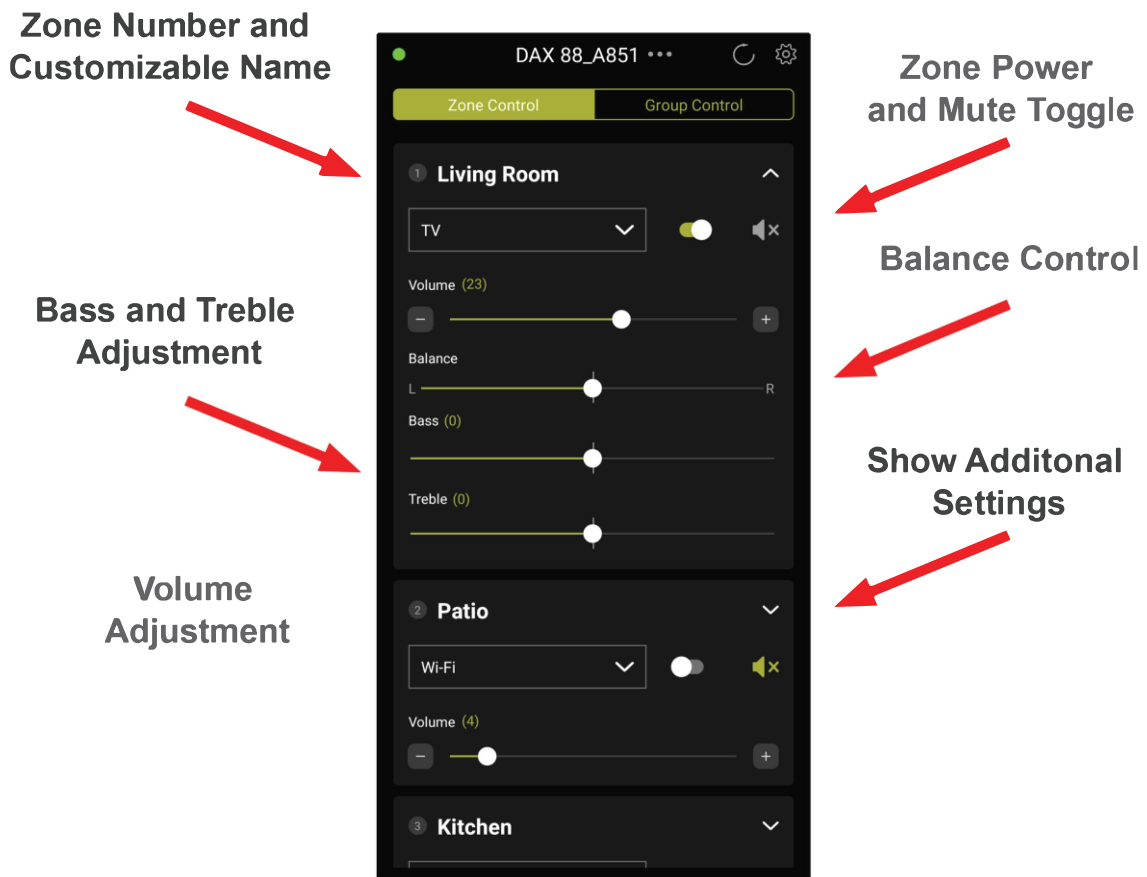 Zone Number and
Customizable Name
Bass and Treble
Adjustment
Volume
Adjustment
DAX 88_A851 •••
Zone Control
Group Control
1 Living Room
TV
Volume (23)
- +
Balance
L R
Bass (0)
Treble (0)
2 Patio
Wi-Fi
Volume (4)
- +
3 Kitchen
Zone Power
and Mute Toggle
Balance Control
Show Additonal
Settings